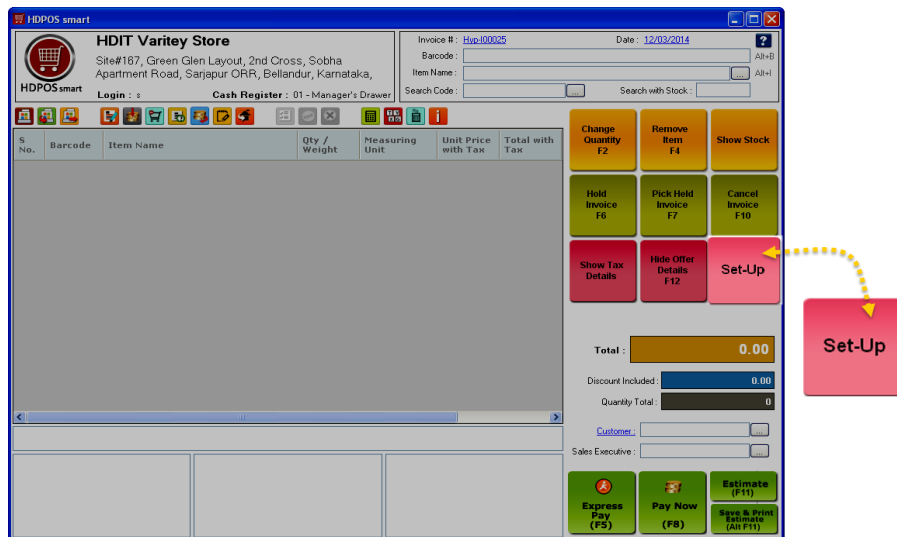 HDPOS smart
HDIT Varitey Store
Site#167, Green Glen Layout, 2nd Cross, Sobha
Apartment Road, Sarjapur ORR, Bellandur, Karnataka,
HDPOS smart
Login : s
Cash Register : 01 - Manager's Drawer
Invoice # : Hyp-I00025
Date : 12/03/2014
?
Barcode :
Alt+B
Item Name :
...
Alt+I
Search Code :
...
Search with Stock :
S No.
Barcode
Item Name
Qty / Weight
Measuring Unit
Unit Price with Tax
Total with Tax
Change Quantity F2
Remove Item F4
Show Stock
Hold Invoice F6
Pick Held Invoice F7
Cancel Invoice F10
Show Tax Details
Hide Offer Details F12
Set-Up
Set-Up
Total :
0.00
Discount Included :
0.00
Quantity Total :
0
Customer :
...
Sales Executive :
...
Express Pay (F5)
Pay Now (F8)
Estimate (F11)
Save & Print Estimate (Alt F11)